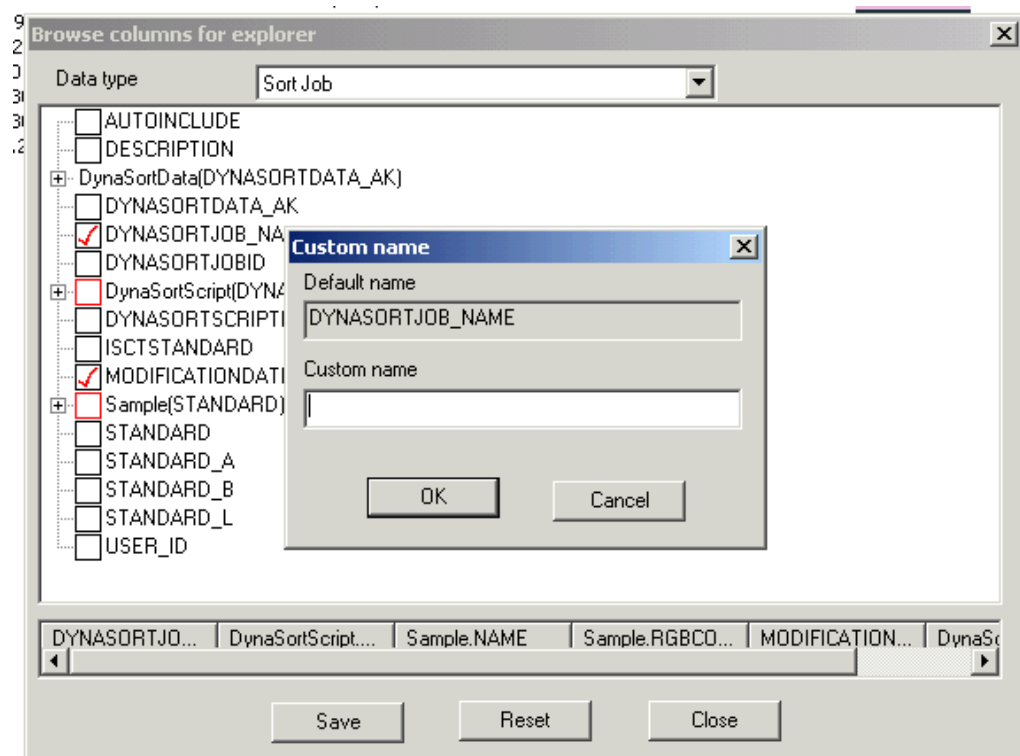 Browse columns for explorer
Data type
Sort Job
AUTOINCLUDE
DESCRIPTION
DynaSortData(DYNASORTDATA_AK)
DYNASORTDATA_AK
DYNASORTJOB_NA
DYNASORTJOBID
DynaSortScript(DYNA
DYNASORTSCRIPTI
ISCTSTANDARD
MODIFICATIONDATI
Sample(STANDARD)
STANDARD
STANDARD_A
STANDARD_B
STANDARD_L
USER_ID
Custom name
Default name
DYNASORTJOB_NAME
Custom name
OK
Cancel
DYNASORTJO... DynaSortScript.... Sample.NAME Sample.RGBCO... MODIFICATION... DynaSc
Save Reset Close